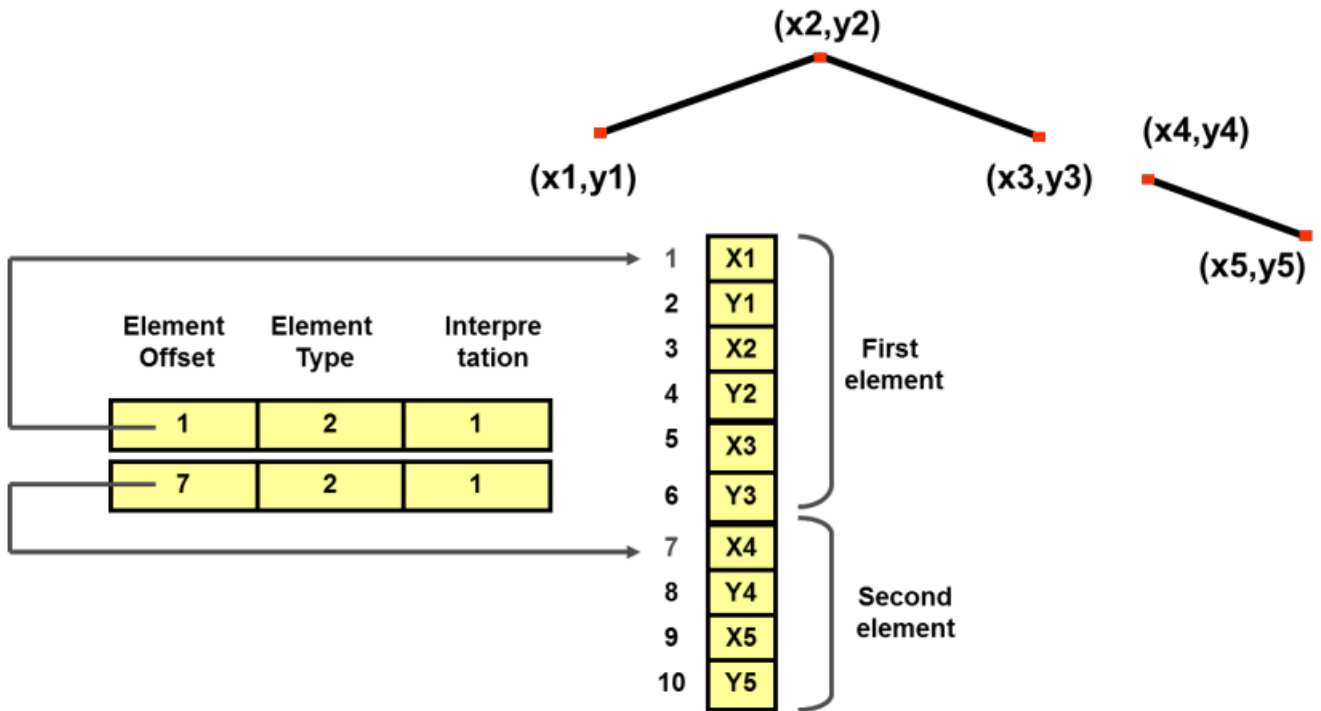 (x2,y2)
(x4,y4)
(x1,y1)
(x3,y3)
(x5,y5)
Element
Offset
Element
Type
Interpre
tation
1 2 1
7 2 1
1 X1
2 Y1
3 X2
4 Y2
5 X3
6 Y3
7 X4
8 Y4
9 X5
10 Y5
First
element
Second
element